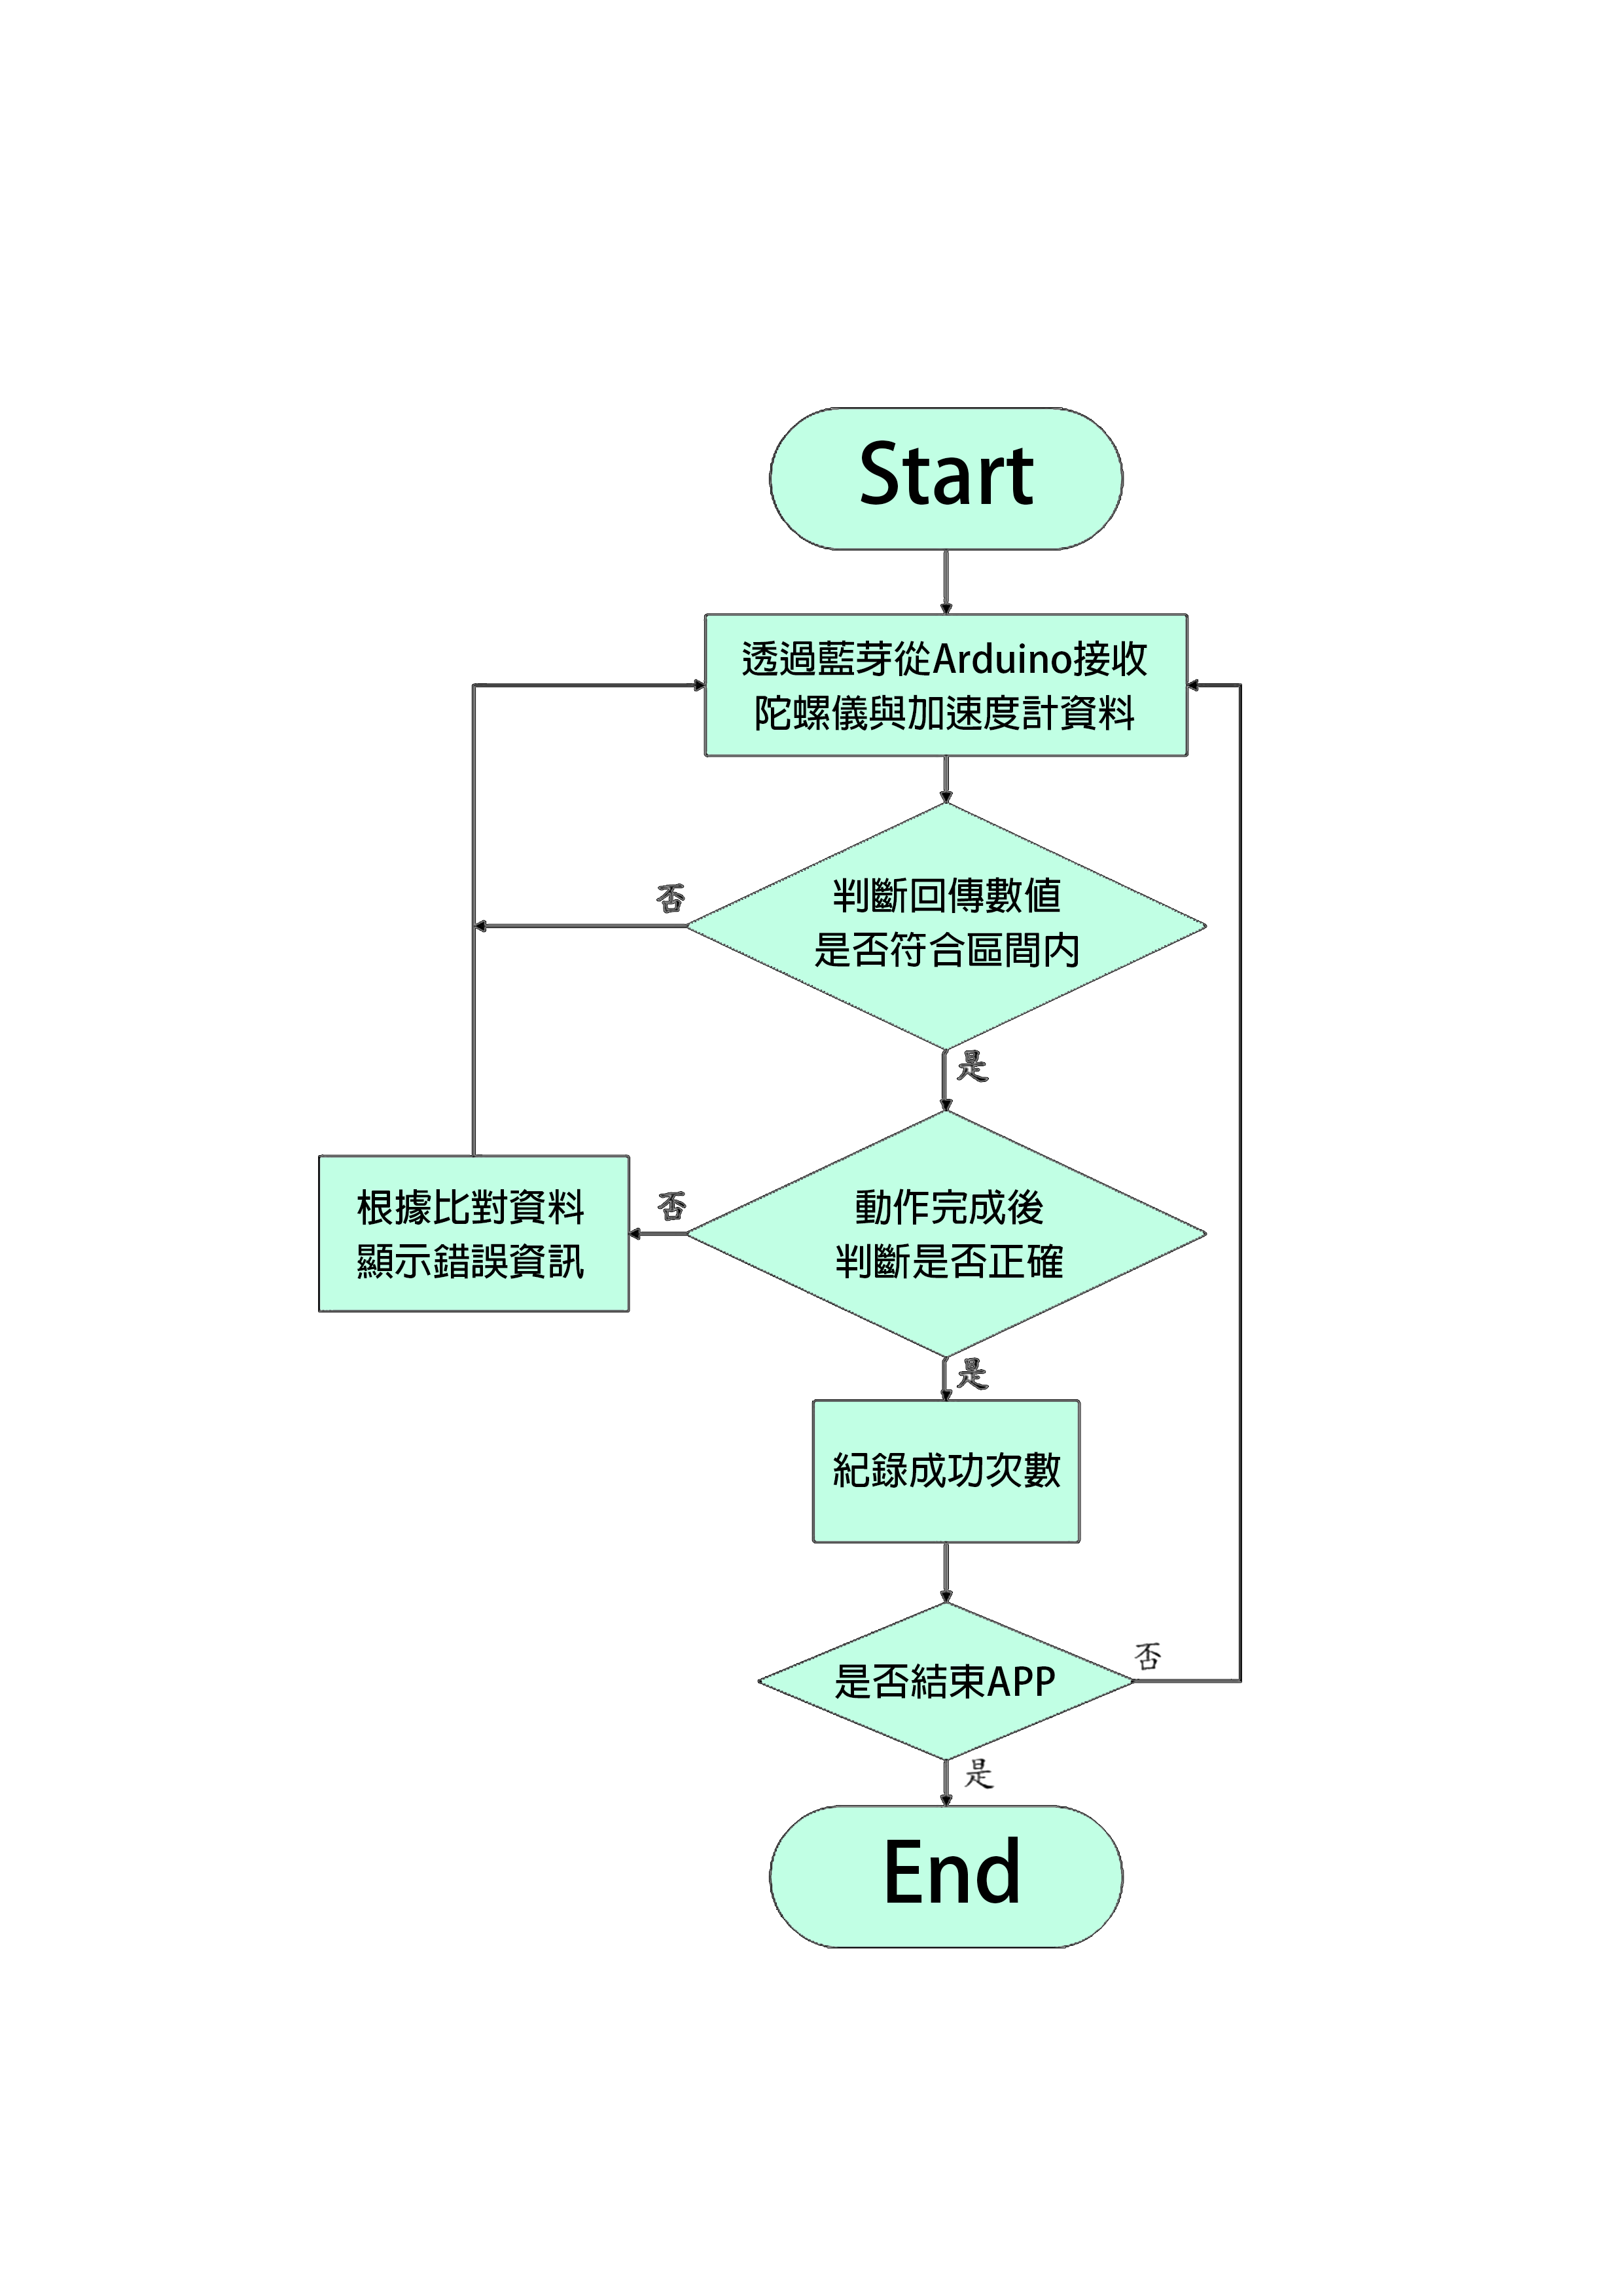 Start
透過藍芽從Arduino接收
陀螺儀與加速度計資料
否
判斷回傳數值
是否符合區間內
是
否
動作完成後
判斷是否正確
根據比對資料
顯示錯誤資訊
是
紀錄成功次數
是否結束APP
否
是
End